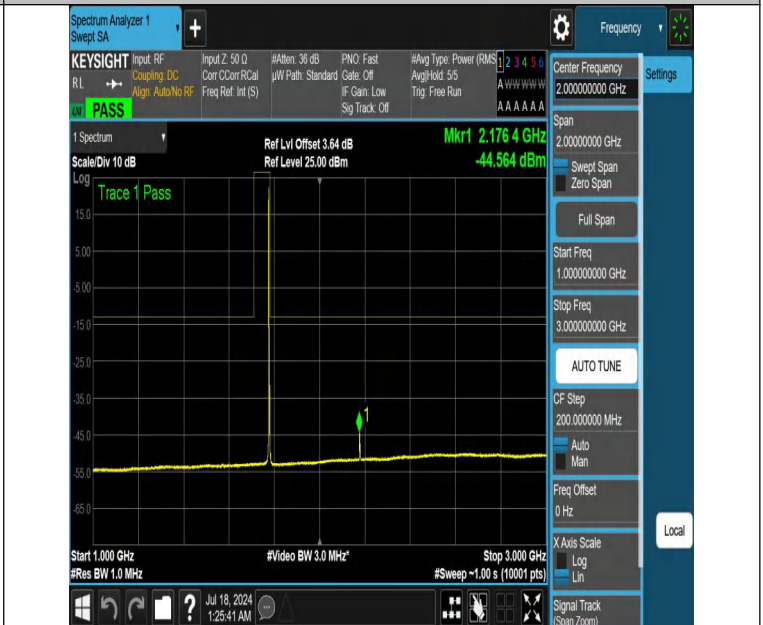 Spectrum Analyzer 1
Swept SA
+
Frequency
KEYSIGHT
RL
PASS
Input: RF
Coupling: DC
Align: Auto/No RF
Input Z: 50 Ω
Corr CCorr RCal
Freq Ref: Int (S)
#Atten: 36 dB
µW Path: Standard
PNO: Fast
Gate: Off
IF Gain: Low
Sig Track: Off
#Avg Type: Power (RMS
Avg|Hold: 5/5
Trig: Free Run
1 2 3 4 5 6
A W W W W W
A A A A A A
1 Spectrum
Scale/Div 10 dB
Ref Lvl Offset 3.64 dB
Ref Level 25.00 dBm
Mkr1 2.176 4 GHz
-44.564 dBm
Log
Trace 1 Pass
15.0
5.00
-5.00
-15.0
-25.0
-35.0
-45.0
-55.0
-65.0
1
Start 1.000 GHz
#Res BW 1.0 MHz
#Video BW 3.0 MHz*
Stop 3.000 GHz
#Sweep ~1.00 s (10001 pts)
Jul 18, 2024
1:25:41 AM
?
Center Frequency
2.000000000 GHz
Settings
Span
2.00000000 GHz
Swept Span
Zero Span
Full Span
Start Freq
1.000000000 GHz
Stop Freq
3.000000000 GHz
AUTO TUNE
CF Step
200.000000 MHz
Auto
Man
Freq Offset
0 Hz
X Axis Scale
Log
Lin
Local
Signal Track
(Span Zoom)